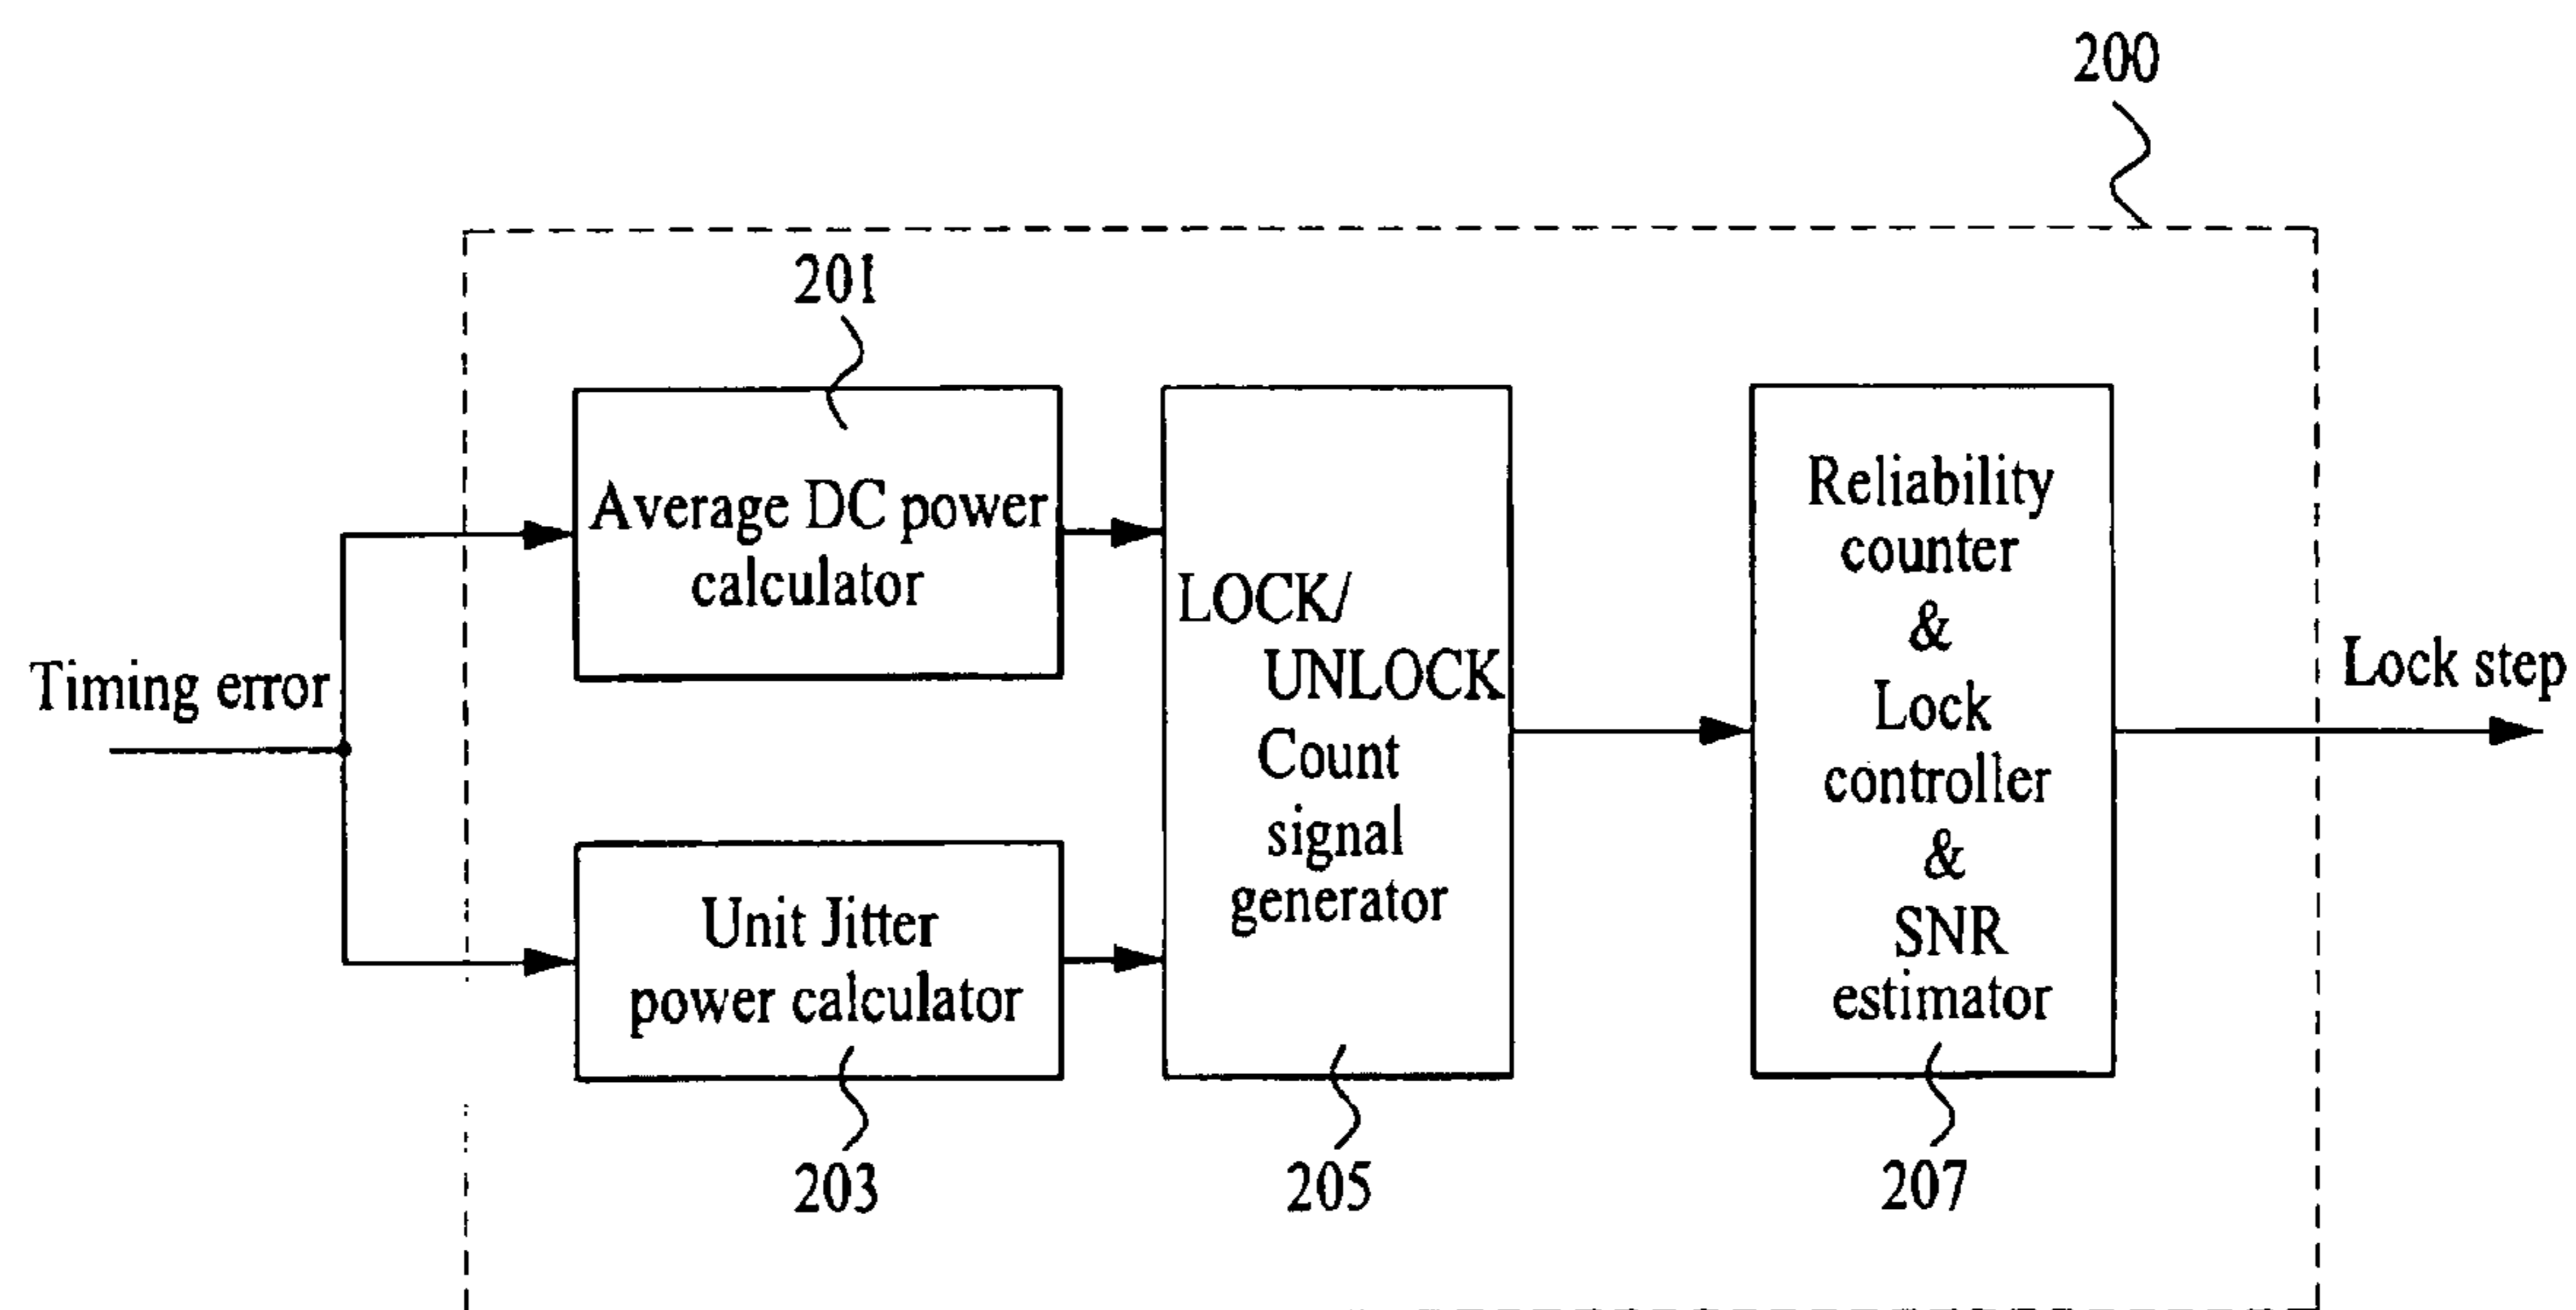 200
201
Average DC power
calculator
Timing error
LOCK/
UNLOCK
Count
signal
generator
Reliability
counter
&
Lock
controller
&
SNR
estimator
Lock step
Unit Jitter
power calculator
203
205
207